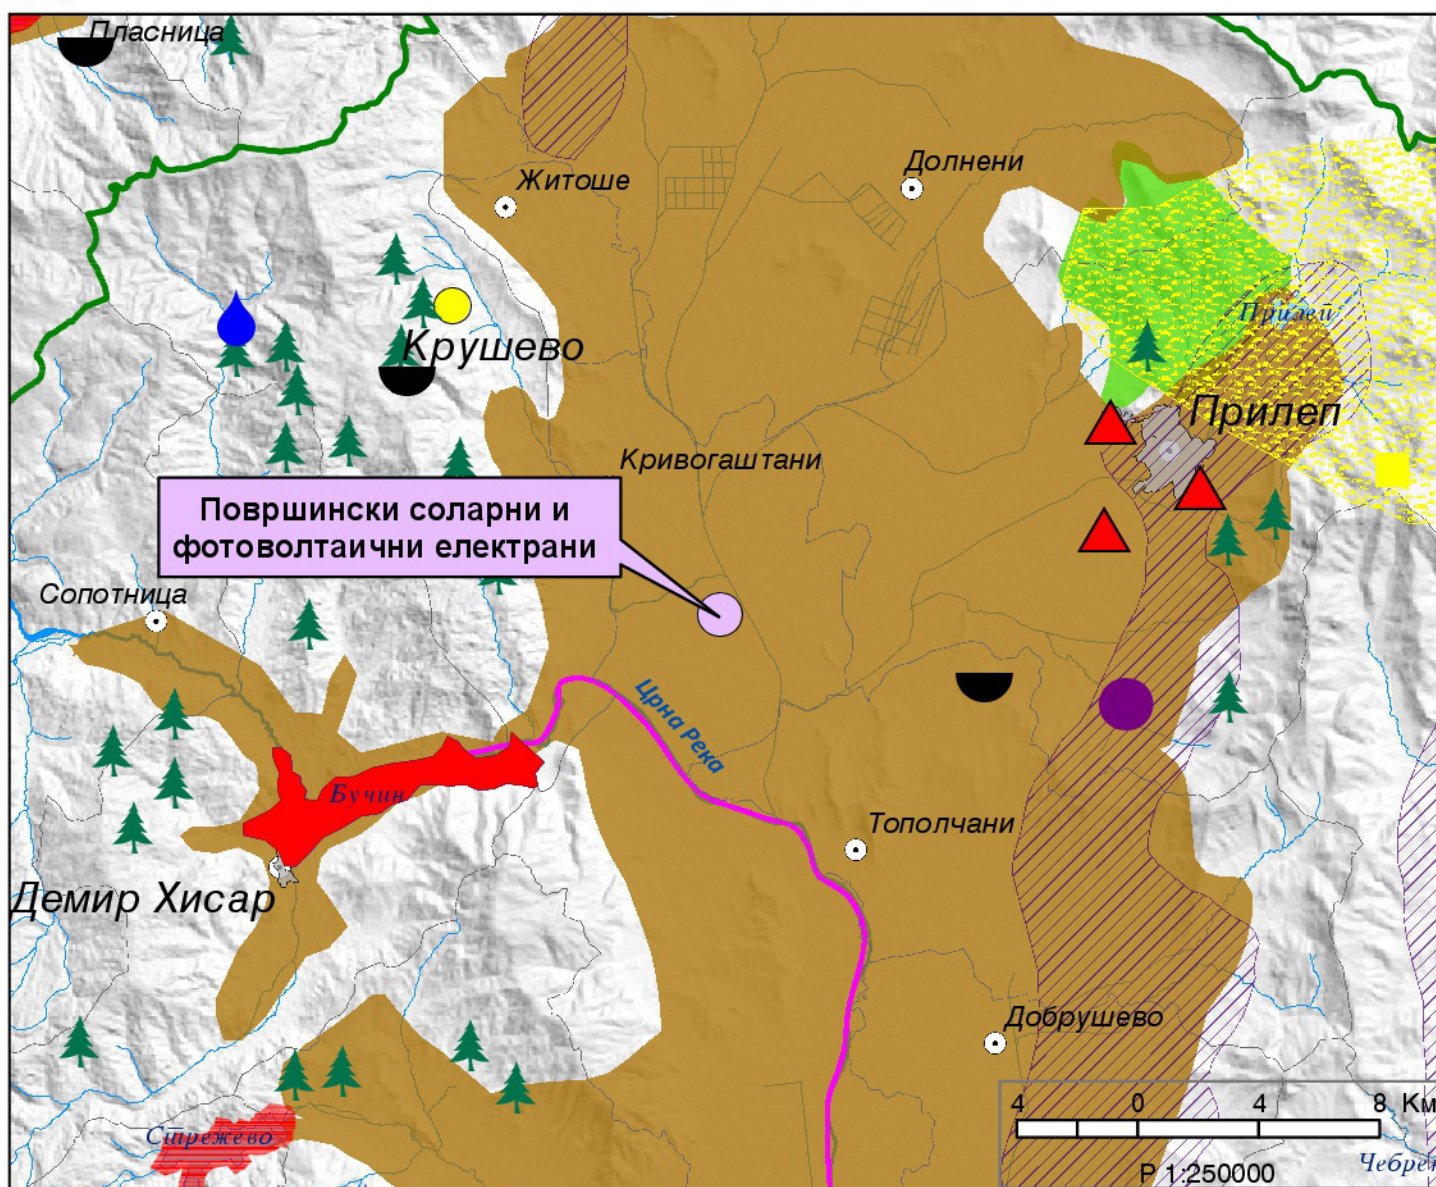 Пласница
Долнени
Житоше
Прилеп
Крушево
Прилеп
Кривогаштани
Површински соларни и
фотоволтаични електрани
Сопотница
Црна Река
Бучин
Тополчани
Демир Хисар
Добрушево
4 0 4 8 Км
Стрежево
Р 1:250000